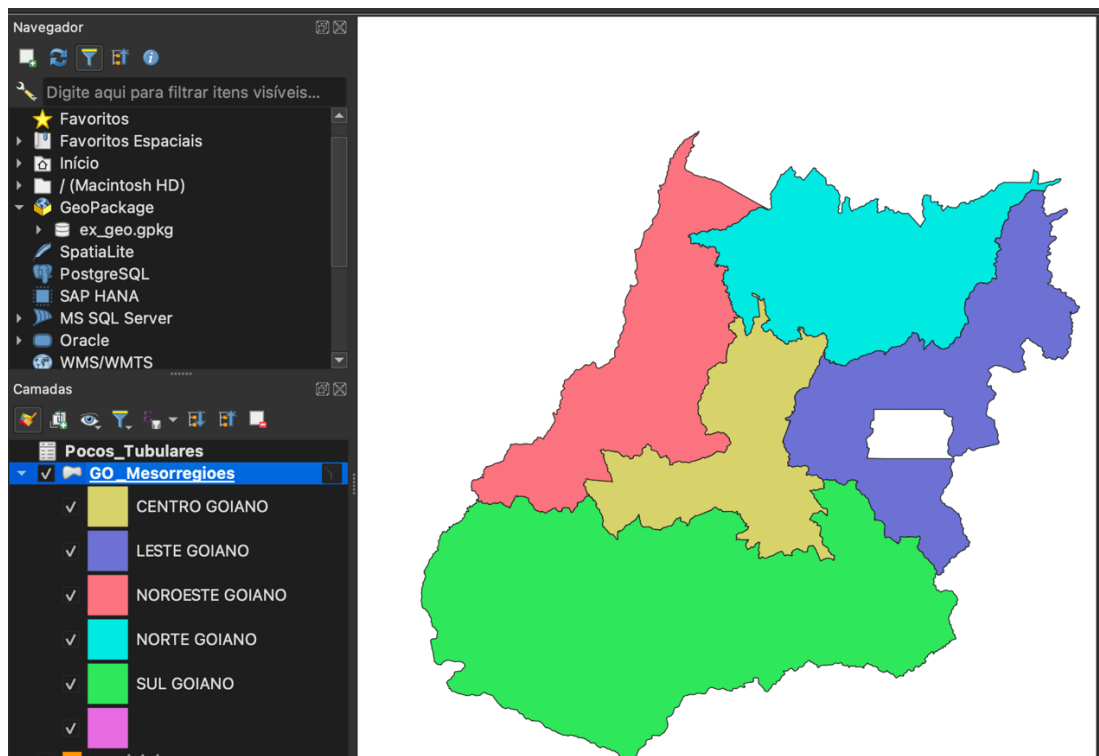 Navegador
Digite aqui para filtrar itens visíveis...
Favoritos
Favoritos Espaciais
Início
/ (Macintosh HD)
GeoPackage
ex_geo.gpkg
SpatiaLite
PostgreSQL
SAP HANA
MS SQL Server
Oracle
WMS/WMTS
Camadas
Pocos_Tubulares
GO_Mesorregioes
CENTRO GOIANO
LESTE GOIANO
NOROESTE GOIANO
NORTE GOIANO
SUL GOIANO